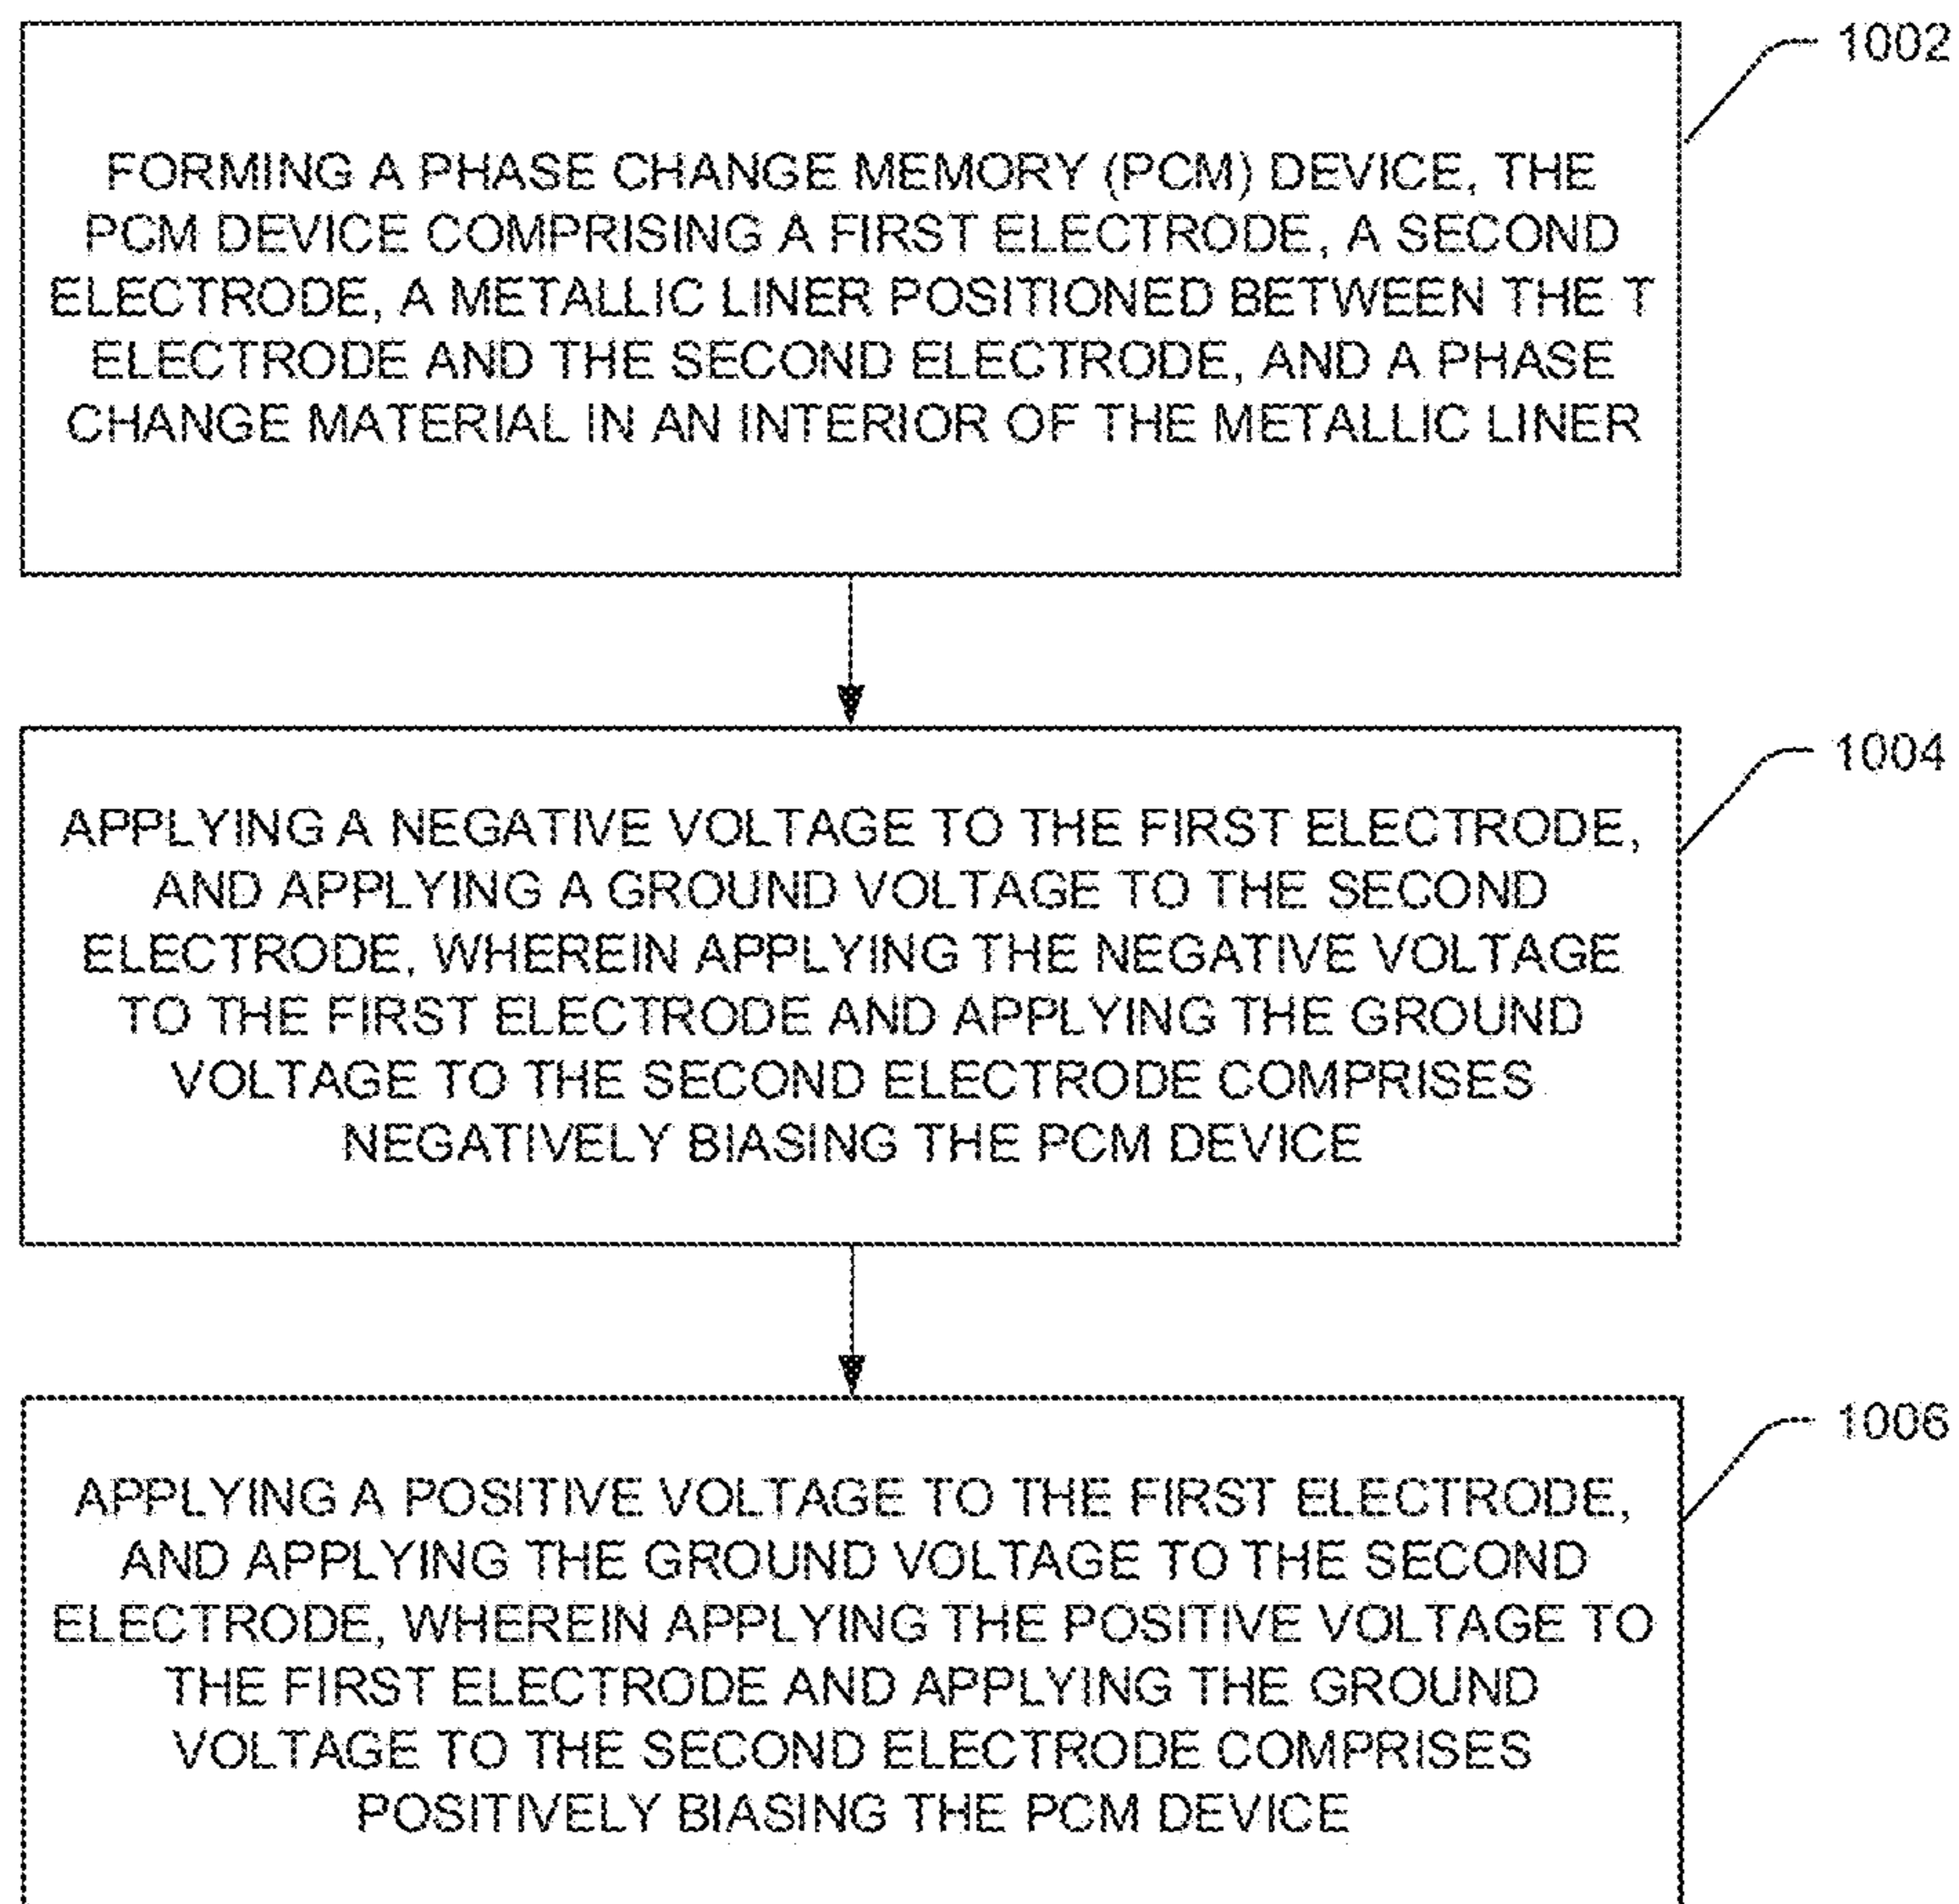 1002
FORMING A PHASE CHANGE MEMORY (PCM) DEVICE, THE
PCM DEVICE COMPRISING A FIRST ELECTRODE, A SECOND
ELECTRODE, A METALLIC LINER POSITIONED BETWEEN THE T
ELECTRODE AND THE SECOND ELECTRODE, AND A PHASE
CHANGE MATERIAL IN AN INTERIOR OF THE METALLIC LINER
1004
APPLYING A NEGATIVE VOLTAGE TO THE FIRST ELECTRODE,
AND APPLYING A GROUND VOLTAGE TO THE SECOND
ELECTRODE, WHEREIN APPLYING THE NEGATIVE VOLTAGE
TO THE FIRST ELECTRODE AND APPLYING THE GROUND
VOLTAGE TO THE SECOND ELECTRODE COMPRISES
NEGATIVELY BIASING THE PCM DEVICE
1006
APPLYING A POSITIVE VOLTAGE TO THE FIRST ELECTRODE,
AND APPLYING THE GROUND VOLTAGE TO THE SECOND
ELECTRODE, WHEREIN APPLYING THE POSITIVE VOLTAGE TO
THE FIRST ELECTRODE AND APPLYING THE GROUND
VOLTAGE TO THE SECOND ELECTRODE COMPRISES
POSITIVELY BIASING THE PCM DEVICE